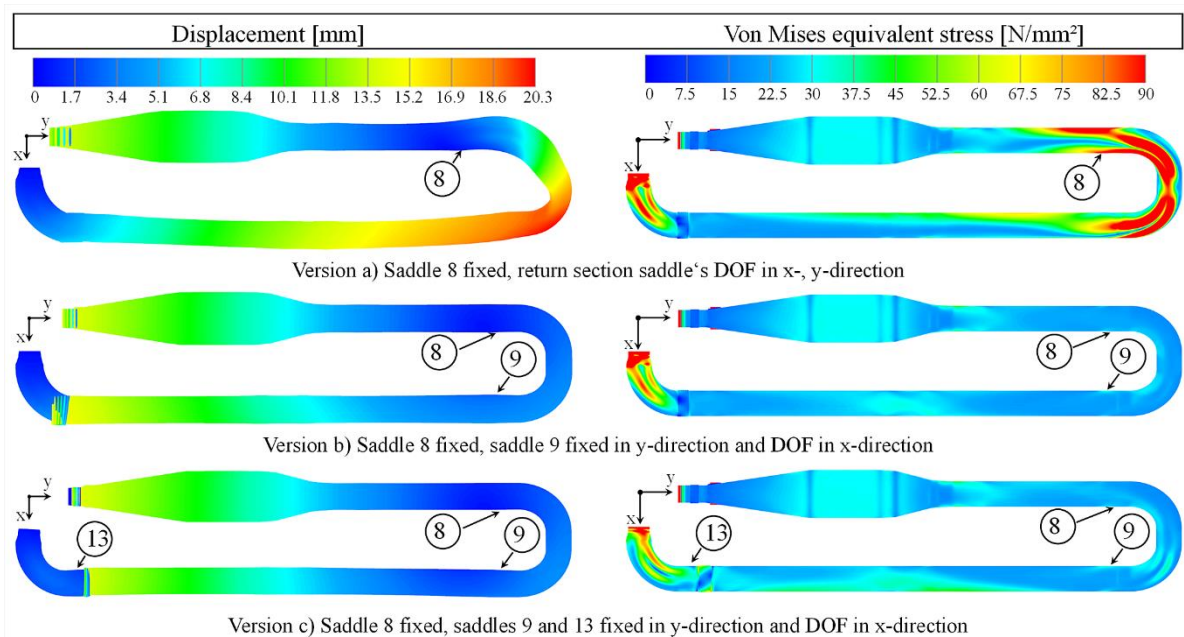 Displacement [mm] Von Mises equivalent stress [N/mm²]
0 1.7 3.4 5.1 6.8 8.4 10.1 11.8 13.5 15.2 16.9 18.6 20.3 0 7.5 15 22.5 30 37.5 45 52.5 60 67.5 75 82.5 90
y y
x x
8 8
Version a) Saddle 8 fixed, return section saddle's DOF in x-, y-direction
y y
x x
8 8
9 9
Version b) Saddle 8 fixed, saddle 9 fixed in y-direction and DOF in x-direction
y y
x x
8 8
13 9 13 9
Version c) Saddle 8 fixed, saddles 9 and 13 fixed in y-direction and DOF in x-direction